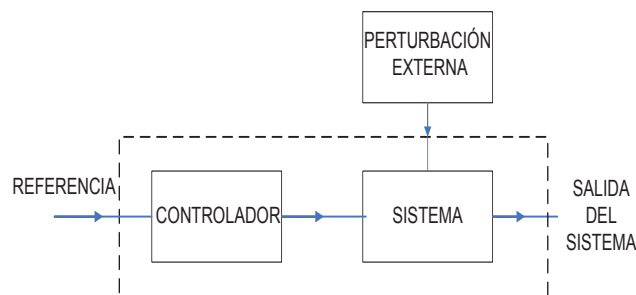 PERTURBACIÓN
EXTERNA
REFERENCIA
CONTROLADOR
SISTEMA
SALIDA
DEL
SISTEMA